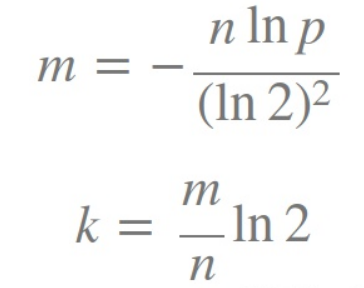 m = − n ln p / (ln 2)²
k = m / n ln 2